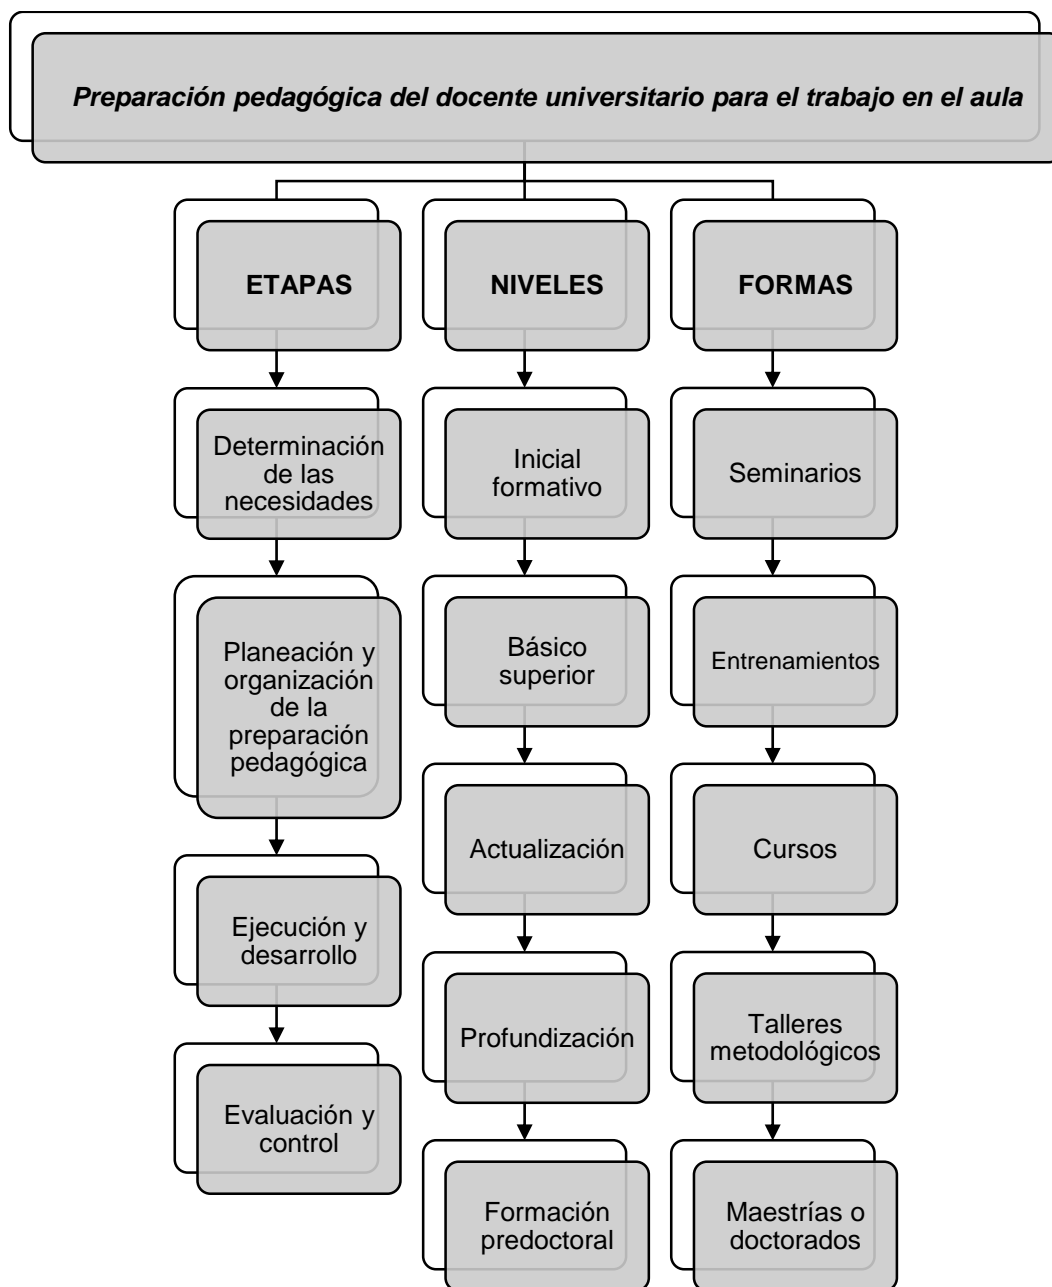 Preparación pedagógica del docente universitario para el trabajo en el aula
ETAPAS
Determinación
de las
necesidades
Planeación y
organización
de la
preparación
pedagógica
Ejecución y
desarrollo
Evaluación y
control
NIVELES
Inicial
formativo
Básico
superior
Actualización
Profundización
Formación
predoctoral
FORMAS
Seminarios
Entrenamientos
Cursos
Talleres
metodológicos
Maestrías o
doctorados